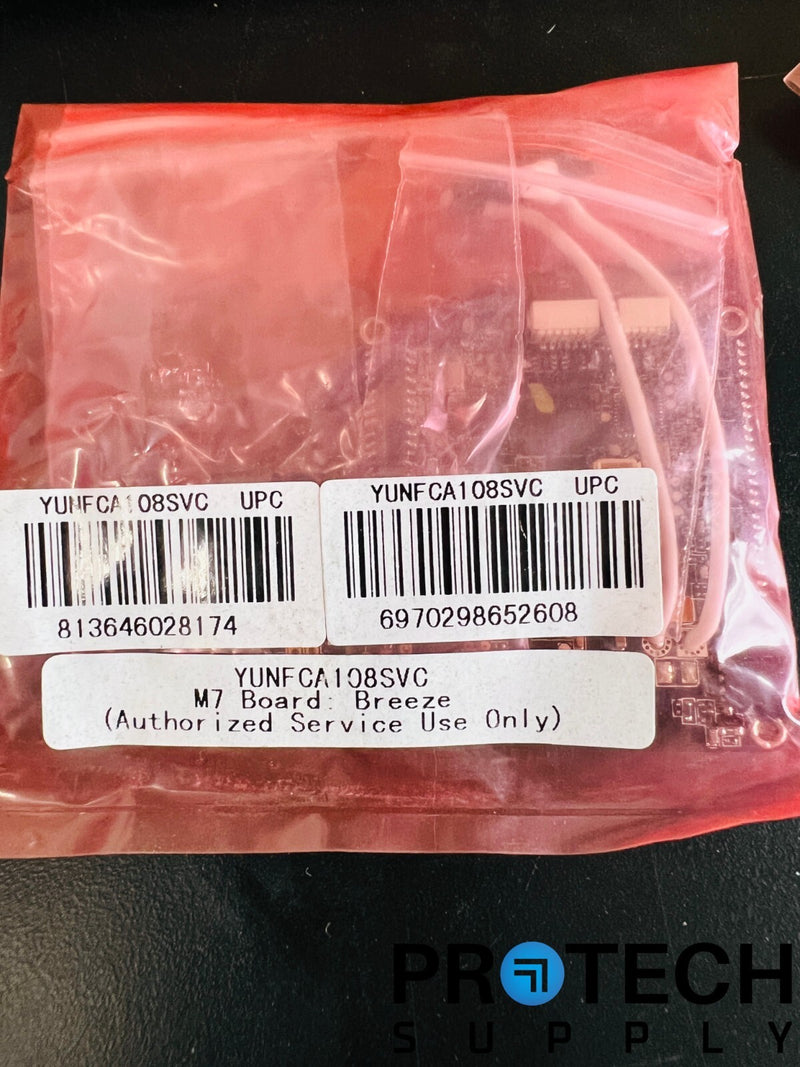 YUNFCA108SVC UPC
813646028174
YUNFCA108SVC UPC
6970298652608
YUNFCA108SVC
M7 Board: Breeze
(Authorized Service Use Only)
PROTECH
SUPPLY